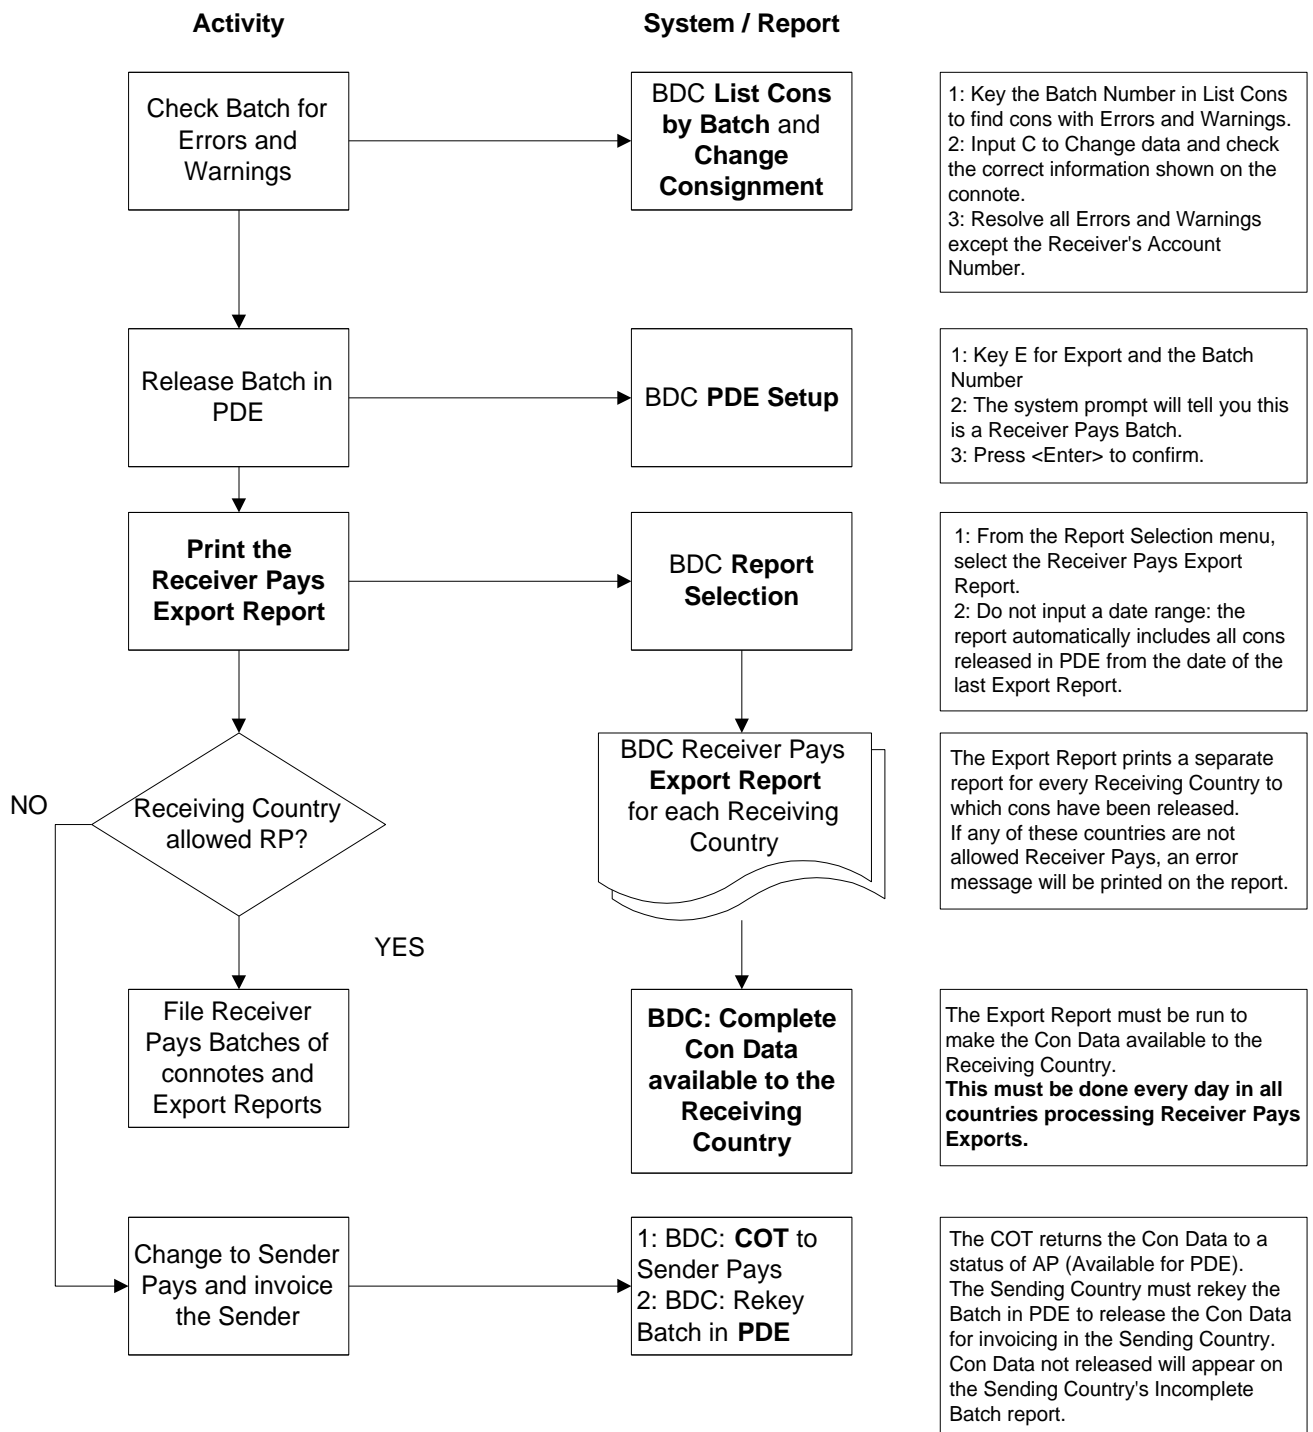 Activity
System / Report
Check Batch for
Errors and
Warnings
BDC List Cons
by Batch and
Change
Consignment
1: Key the Batch Number in List Cons
to find cons with Errors and Warnings.
2: Input C to Change data and check
the correct information shown on the
connote.
3: Resolve all Errors and Warnings
except the Receiver's Account
Number.
Release Batch in
PDE
BDC PDE Setup
1: Key E for Export and the Batch
Number
2: The system prompt will tell you this
is a Receiver Pays Batch.
3: Press <Enter> to confirm.
Print the
Receiver Pays
Export Report
BDC Report
Selection
1: From the Report Selection menu,
select the Receiver Pays Export
Report.
2: Do not input a date range: the
report automatically includes all cons
released in PDE from the date of the
last Export Report.
NO
Receiving Country
allowed RP?
YES
BDC Receiver Pays
Export Report
for each Receiving
Country
The Export Report prints a separate
report for every Receiving Country to
which cons have been released.
If any of these countries are not
allowed Receiver Pays, an error
message will be printed on the report.
File Receiver
Pays Batches of
connotes and
Export Reports
BDC: Complete
Con Data
available to the
Receiving
Country
The Export Report must be run to
make the Con Data available to the
Receiving Country.
This must be done every day in all
countries processing Receiver Pays
Exports.
Change to Sender
Pays and invoice
the Sender
1: BDC: COT to
Sender Pays
2: BDC: Rekey
Batch in PDE
The COT returns the Con Data to a
status of AP (Available for PDE).
The Sending Country must rekey the
Batch in PDE to release the Con Data
for invoicing in the Sending Country.
Con Data not released will appear on
the Sending Country's Incomplete
Batch report.